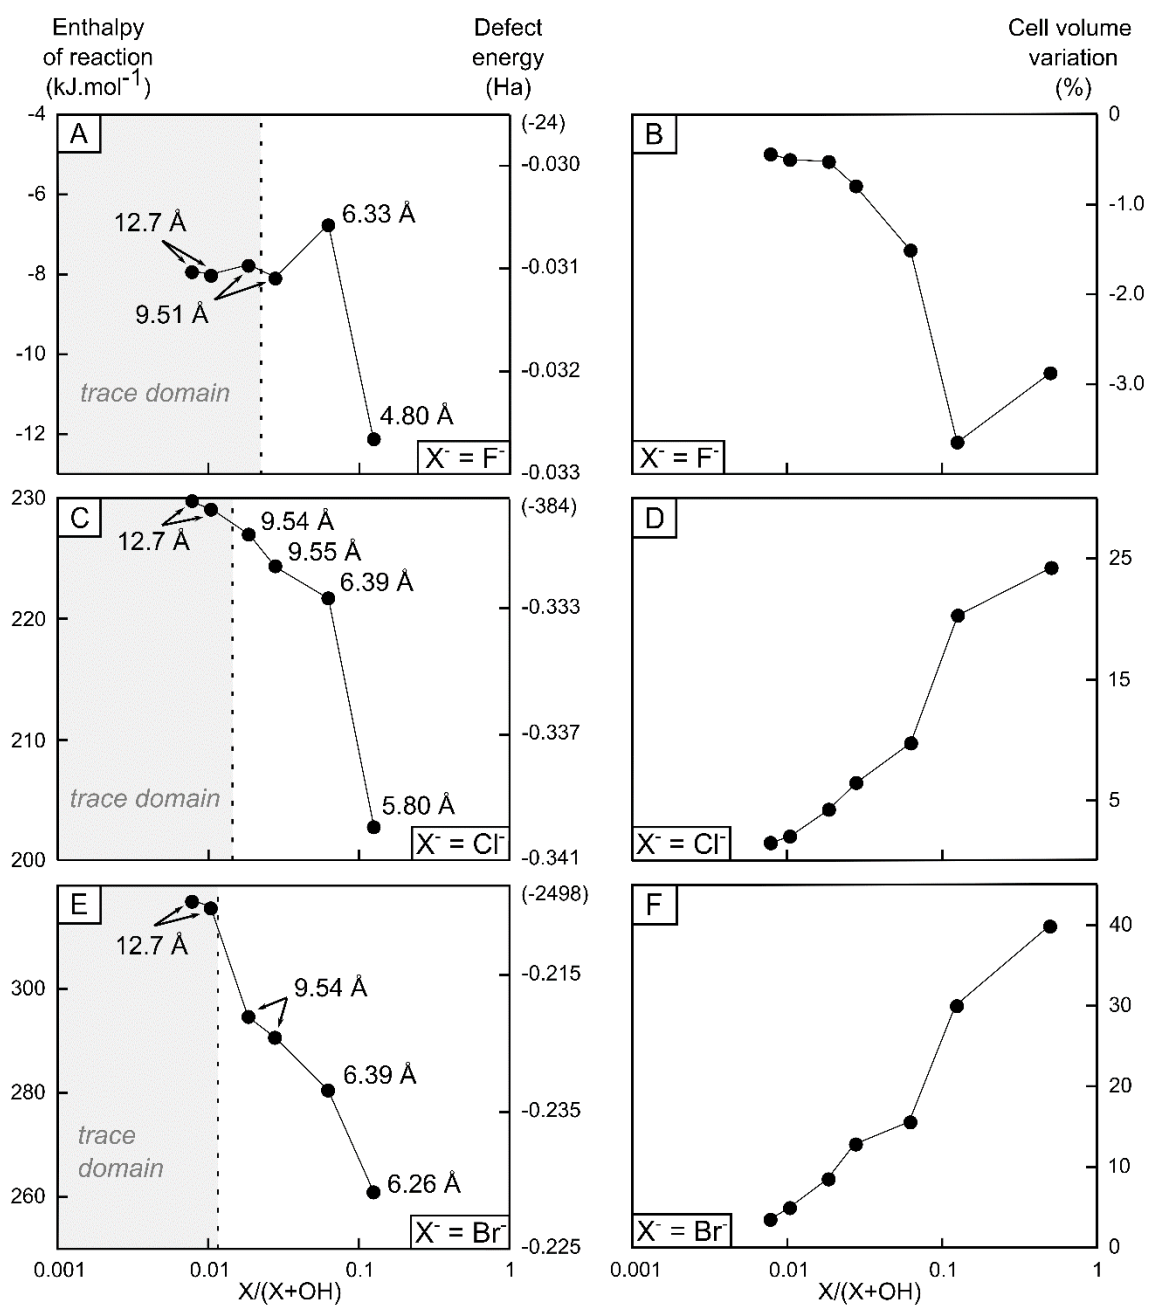 Enthalpy
of reaction
(kJ.mol-1)
Defect
energy
(Ha)
Cell volume
variation
(%)
-4
-6
-8
-10
-12
A
12.7 Å
9.51 Å
6.33 Å
4.80 Å
trace domain
X- = F-
(-24)
-0.030
-0.031
-0.032
-0.033
B
X- = F-
0
-1.0
-2.0
-3.0
230
220
210
200
C
12.7 Å
9.54 Å
9.55 Å
6.39 Å
5.80 Å
trace domain
X- = Cl-
(-384)
-0.333
-0.337
-0.341
D
X- = Cl-
25
15
5
300
280
260
E
12.7 Å
9.54 Å
6.39 Å
6.26 Å
trace
domain
X- = Br-
(-2498)
-0.215
-0.235
-0.225
F
X- = Br-
40
30
20
10
0
0.001
0.01
0.1
1
X/(X+OH)
0.001
0.01
0.1
1
X/(X+OH)